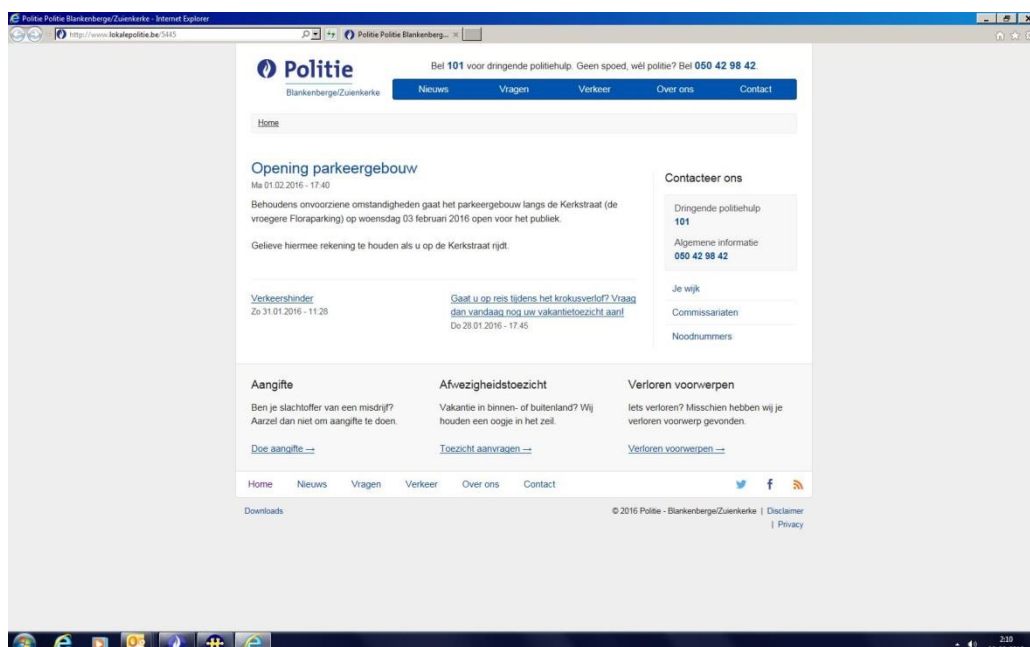 Politie Politie Blankenberge/Zuienkerke - Internet Explorer
http://www.lokalepolitie.be/5445
Politie Politie Blankenberg...
Politie
Blankenberge/Zuienkerke
Bel 101 voor dringende politiehulp. Geen spoed, wél politie? Bel 050 42 98 42.
Nieuws Vragen Verkeer Over ons Contact
Home
Opening parkeergebouw
Ma 01.02.2016 - 17:40
Behoudens onvoorziene omstandigheden gaat het parkeergebouw langs de Kerkstraat (de
vroegere Floraparking) op woensdag 03 februari 2016 open voor het publiek.
Gelieve hiermee rekening te houden als u op de Kerkstraat rijdt.
Verkeershinder
Zo 31.01.2016 - 11:28
Gaat u op reis tijdens het krokusverlof? Vraag
dan vandaag nog uw vakantietoezicht aan!
Do 28.01.2016 - 17:45
Contacteer ons
Dringende politiehulp
101
Algemene informatie
050 42 98 42
Je wijk
Commissariaten
Noodnummers
Aangifte
Ben je slachtoffer van een misdrijf?
Aarzel dan niet om aangifte te doen.
Doe aangifte →
Afwezigheidstoezicht
Vakantie in binnen- of buitenland? Wij
houden een oogje in het zeil.
Toezicht aanvragen →
Verloren voorwerpen
Iets verloren? Misschien hebben wij je
verloren voorwerp gevonden.
Verloren voorwerpen →
Home Nieuws Vragen Verkeer Over ons Contact
Downloads
© 2016 Politie - Blankenberge/Zuienkerke | Disclaimer
| Privacy
2:10